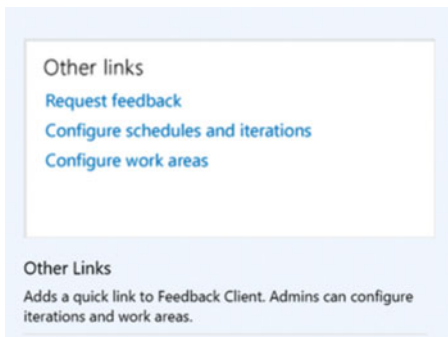 Other links
Request feedback
Configure schedules and iterations
Configure work areas
Other Links
Adds a quick link to Feedback Client. Admins can configure
iterations and work areas.